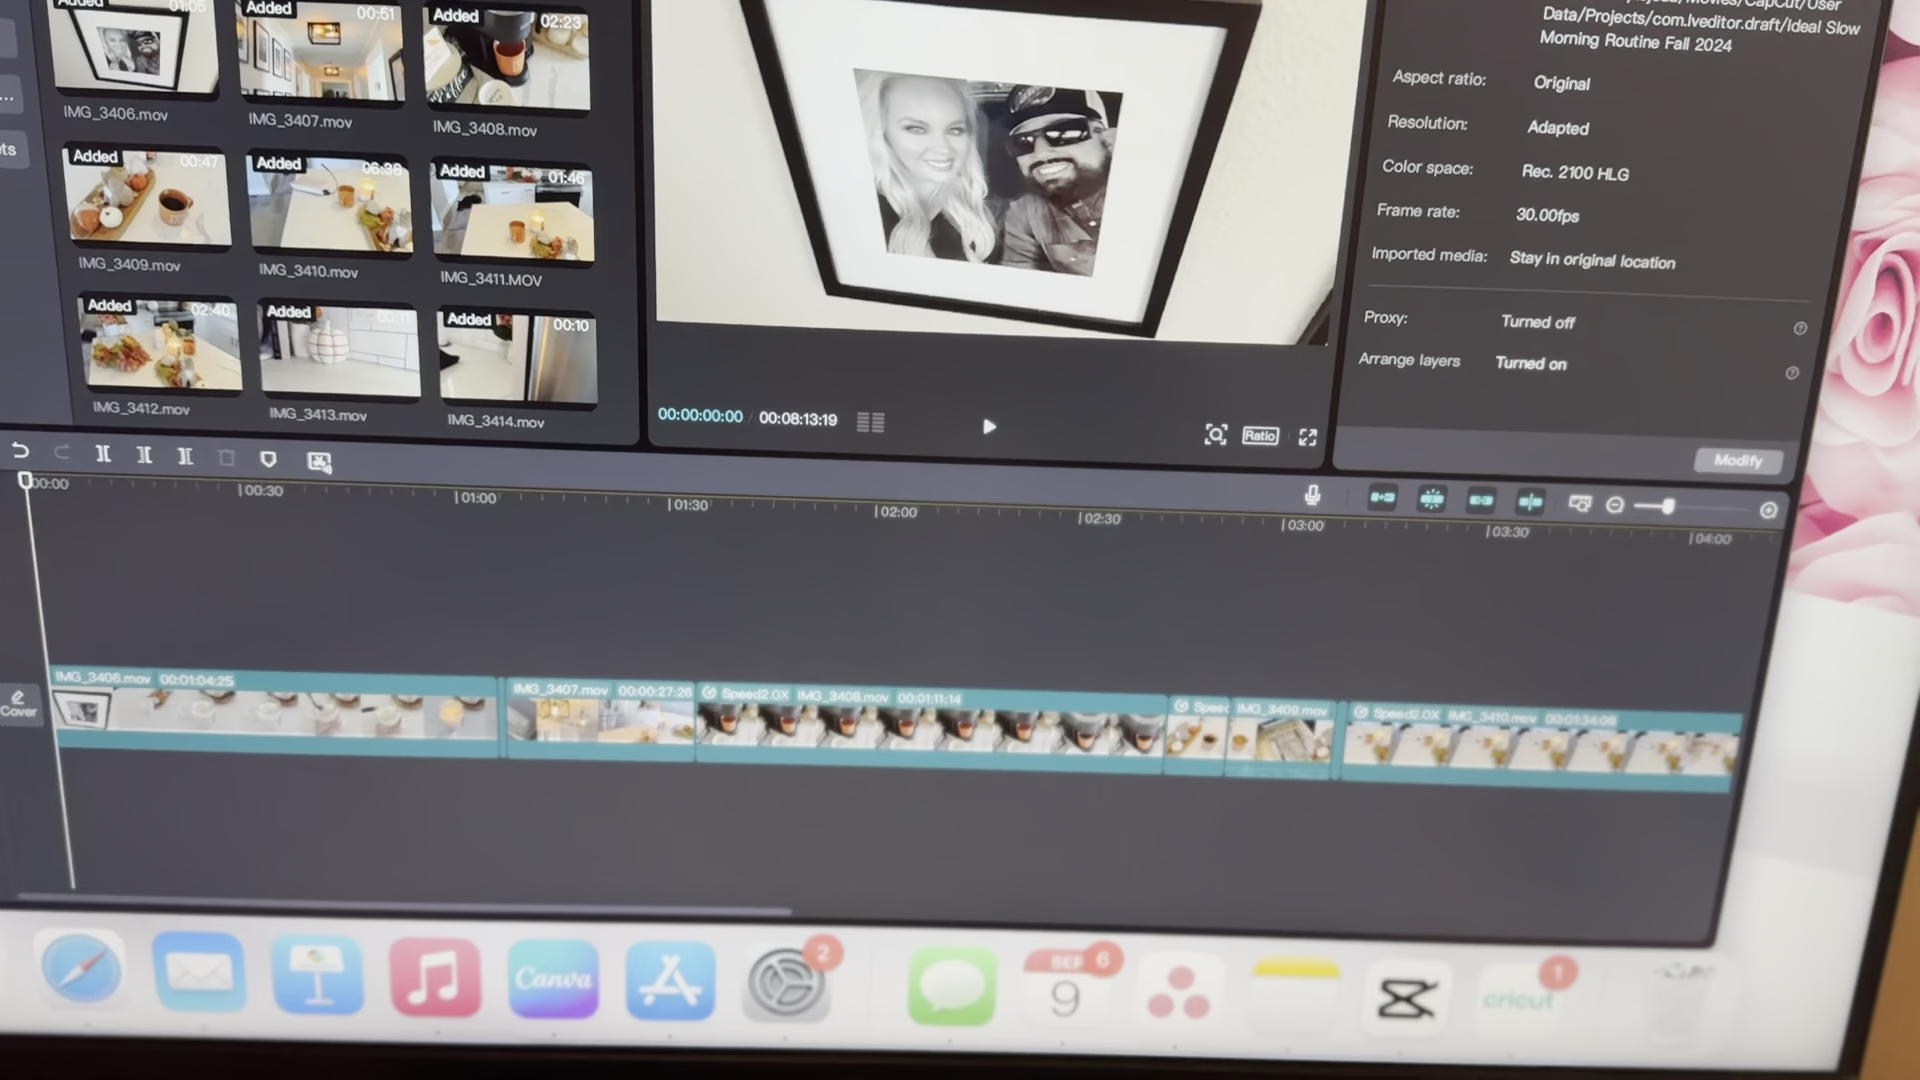 Added 01:05
Added 00:51
Added 02:23
IMG_3406.mov
IMG_3407.mov
IMG_3408.mov
Added 00:47
Added 06:38
Added 01:46
ets
IMG_3409.mov
IMG_3410.mov
IMG_3411.MOV
Added 02:40
Added
Added 00:10
IMG_3412.mov
IMG_3413.mov
IMG_3414.mov
00:00:00:00 / 00:08:13:19
Ratio
Movies/CapCut/User
Data/Projects/com.lveditor.draft/Ideal Slow
Morning Routine Fall 2024
Aspect ratio: Original
Resolution: Adapted
Color space: Rec. 2100 HLG
Frame rate: 30.00fps
Imported media: Stay in original location
Proxy: Turned off
Arrange layers Turned on
Modify
00:00 00:30 01:00 01:30 02:00 02:30 03:00 03:30 04:00
Cover
IMG_3406.mov 00:01:04:25
IMG_3407.mov 00:00:27:26
Speed2.0X IMG_3408.mov 00:01:11:14
Speed
IMG_3409.mov
Speed2.0X IMG_3410.mov 00:01:34:08
Canva
2
SEP 6
9
cricut
1